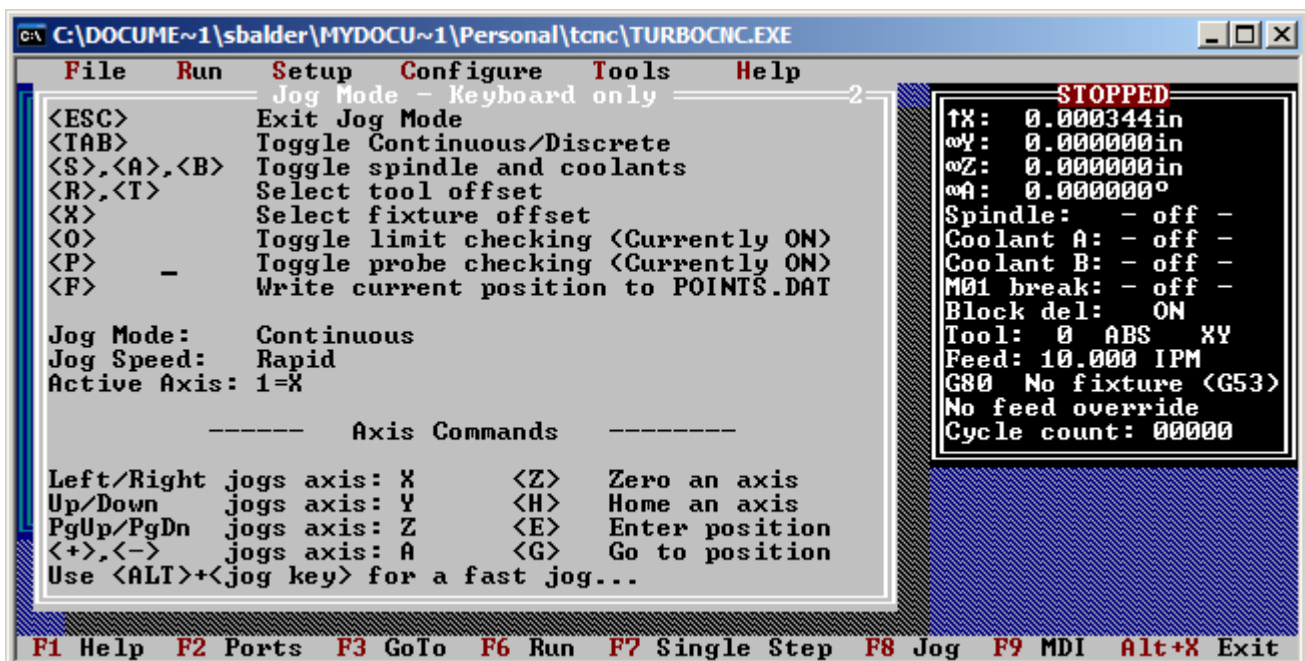 C:\DOCUME~1\sbalder\MYDOCU~1\Personal\tcnc\TURBOCNC.EXE
File Run Setup Configure Tools Help
Jog Mode - Keyboard only 2
<ESC> Exit Jog Mode
<TAB> Toggle Continuous/Discrete
<S>,<A>,<B> Toggle spindle and coolants
<R>,<T> Select tool offset
<X> Select fixture offset
<O> Toggle limit checking (Currently ON)
<P> _ Toggle probe checking (Currently ON)
<F> Write current position to POINTS.DAT
Jog Mode: Continuous
Jog Speed: Rapid
Active Axis: 1=X
------ Axis Commands --------
Left/Right jogs axis: X <Z> Zero an axis
Up/Down jogs axis: Y <H> Home an axis
PgUp/PgDn jogs axis: Z <E> Enter position
<+>,<-> jogs axis: A <G> Go to position
Use <ALT>+<jog key> for a fast jog...
STOPPED
↑X: 0.000344in
∞Y: 0.000000in
∞Z: 0.000000in
∞A: 0.000000°
Spindle: - off -
Coolant A: - off -
Coolant B: - off -
M01 break: - off -
Block del: ON
Tool: 0 ABS XY
Feed: 10.000 IPM
G80 No fixture (G53)
No feed override
Cycle count: 00000
F1 Help F2 Ports F3 GoTo F6 Run F7 Single Step F8 Jog F9 MDI Alt+X Exit